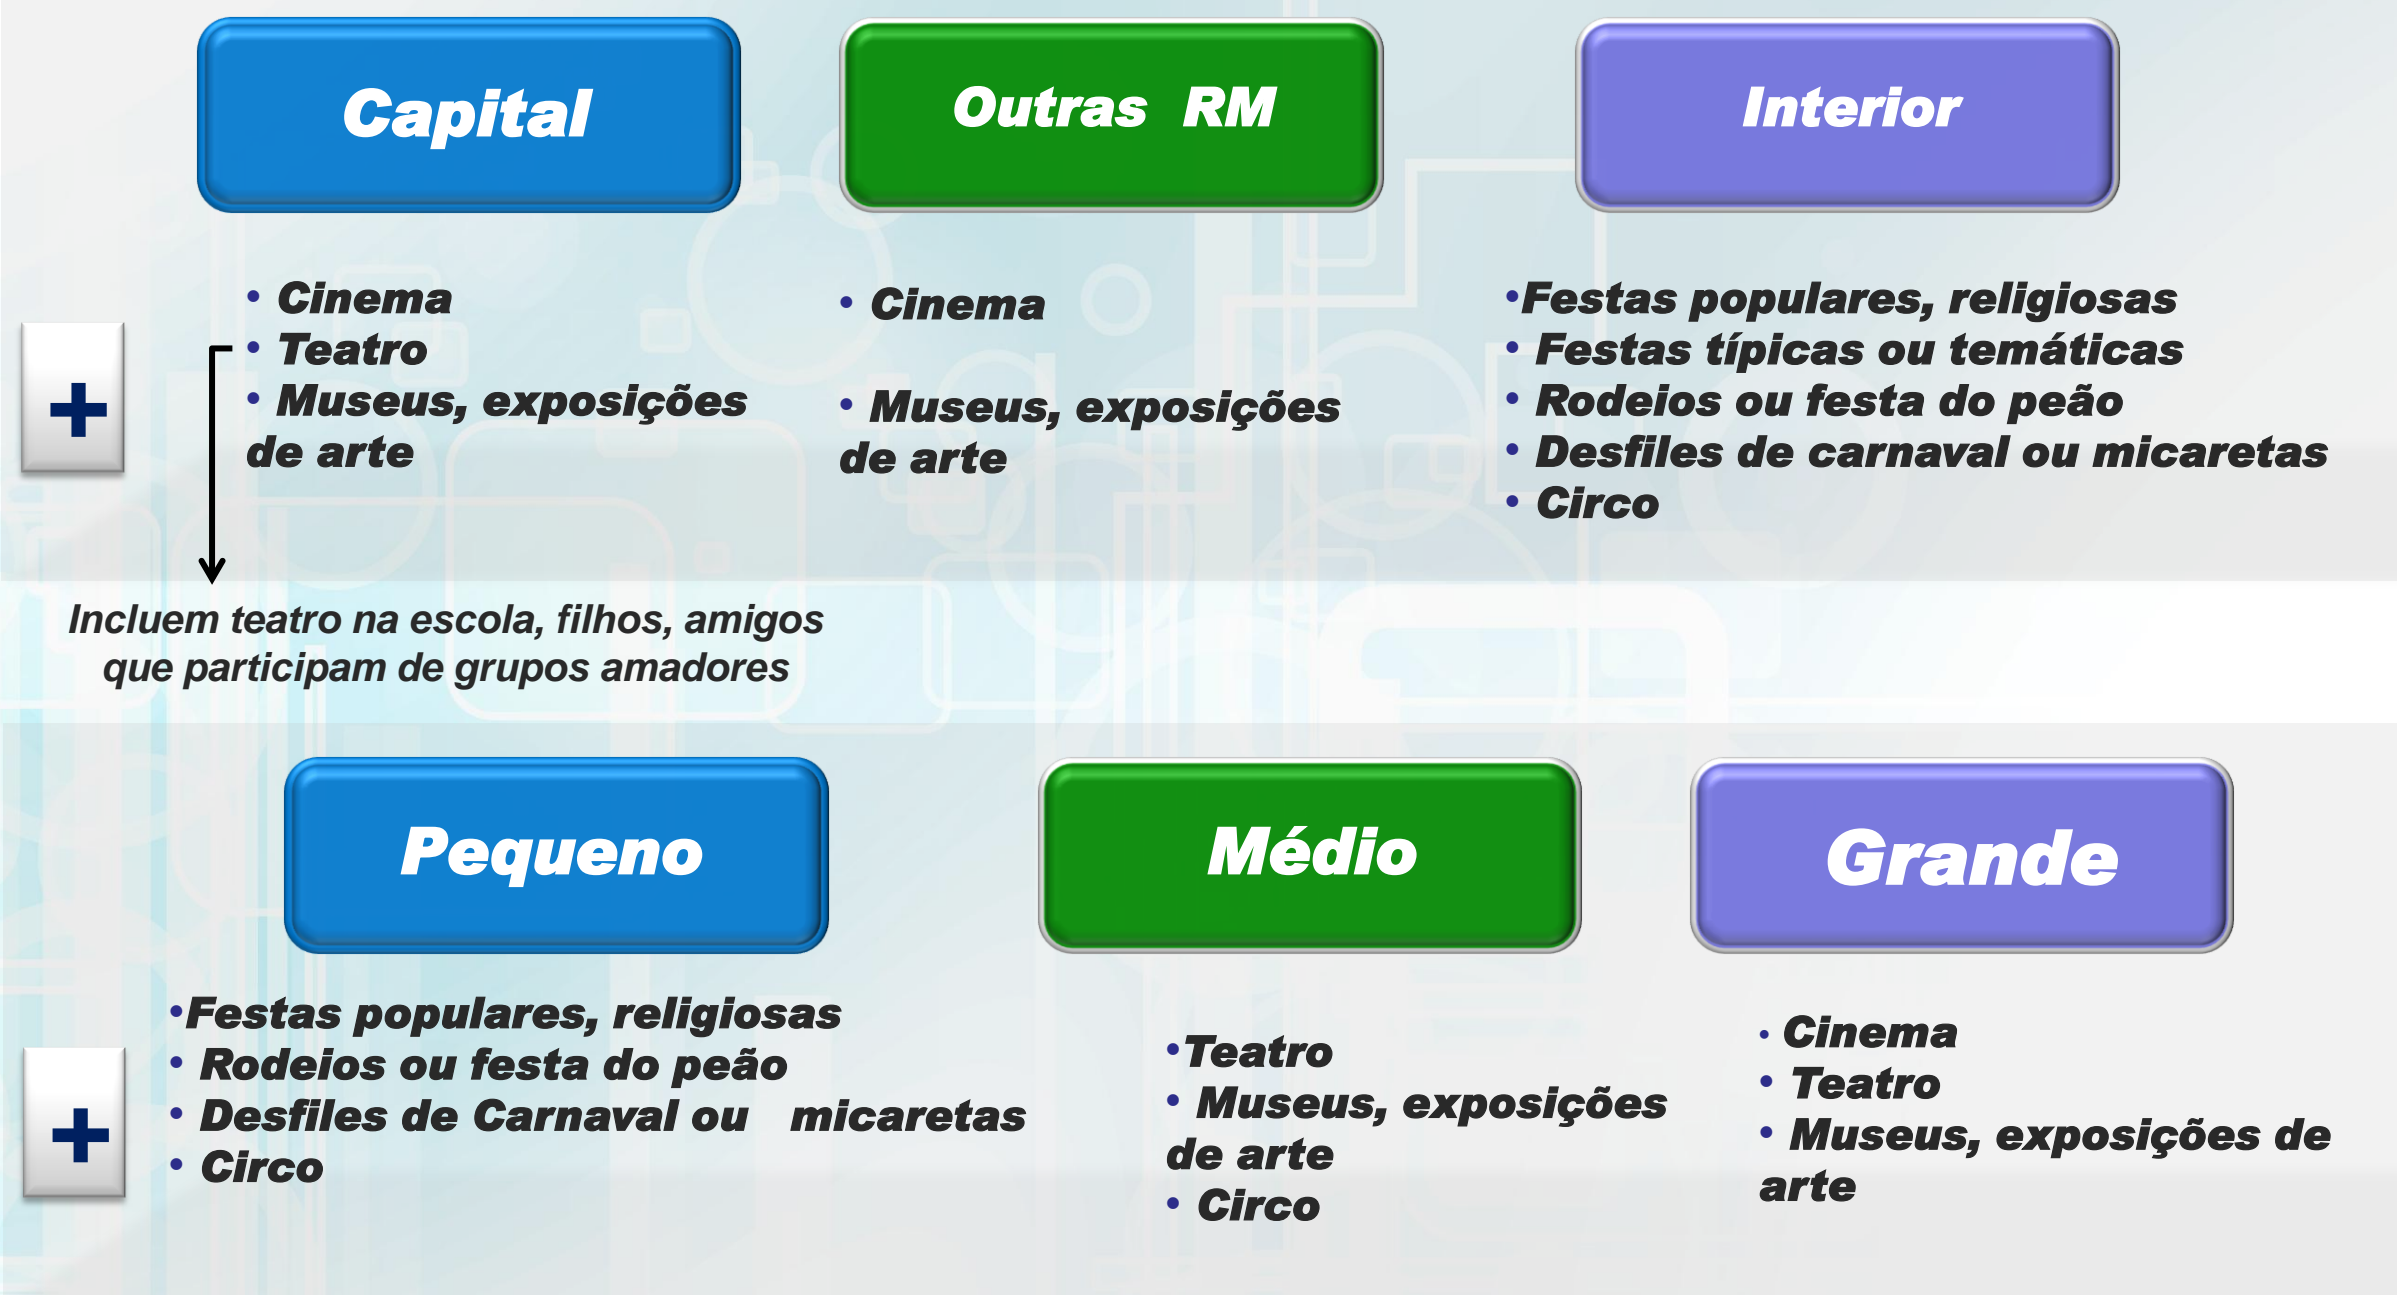 Capital
Outras RM
Interior
+
• Cinema
• Teatro
• Museus, exposições
de arte
• Cinema
• Museus, exposições
de arte
•Festas populares, religiosas
• Festas típicas ou temáticas
• Rodeios ou festa do peão
• Desfiles de carnaval ou micaretas
• Circo
Incluem teatro na escola, filhos, amigos
que participam de grupos amadores
Pequeno
Médio
Grande
+
•Festas populares, religiosas
• Rodeios ou festa do peão
• Desfiles de Carnaval ou micaretas
• Circo
•Teatro
• Museus, exposições
de arte
• Circo
• Cinema
• Teatro
• Museus, exposições de
arte